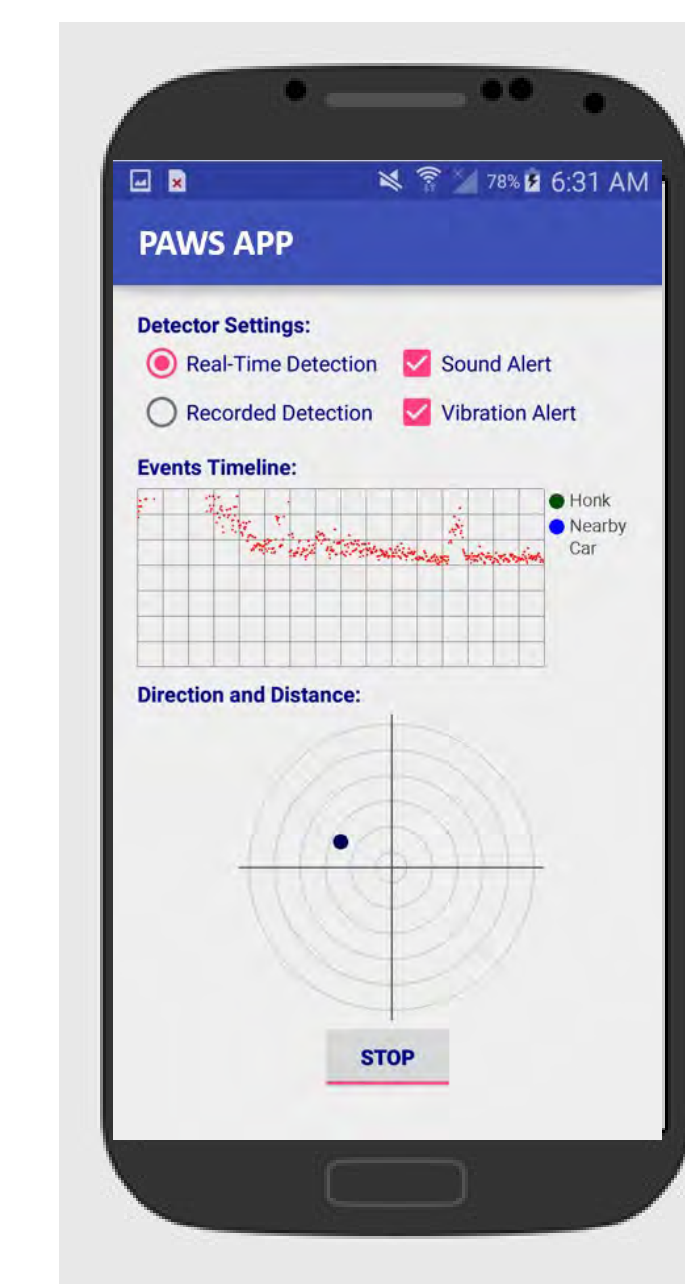 78% 6:31 AM
PAWS APP
Detector Settings:
Real-Time Detection Sound Alert
Recorded Detection Vibration Alert
Events Timeline:
Honk
Nearby
Car
Direction and Distance:
STOP